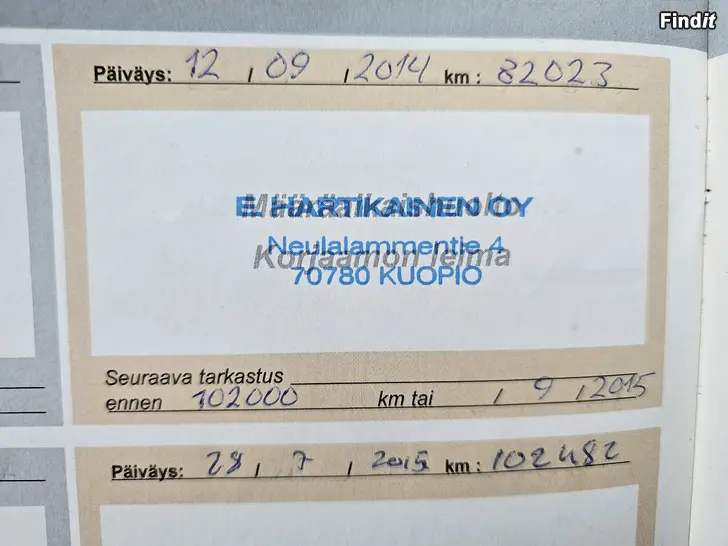 Findit
Päiväys: 12 / 09 / 2014 km: 82023
Määräaikaishuolto
E. HARTIKAINEN OY
Neulalammentie 4
Korjaamon leima
70780 KUOPIO
Seuraava tarkastus
ennen 102000 km tai / 9 / 2015
Päiväys: 28 / 7 / 2015 km: 102482